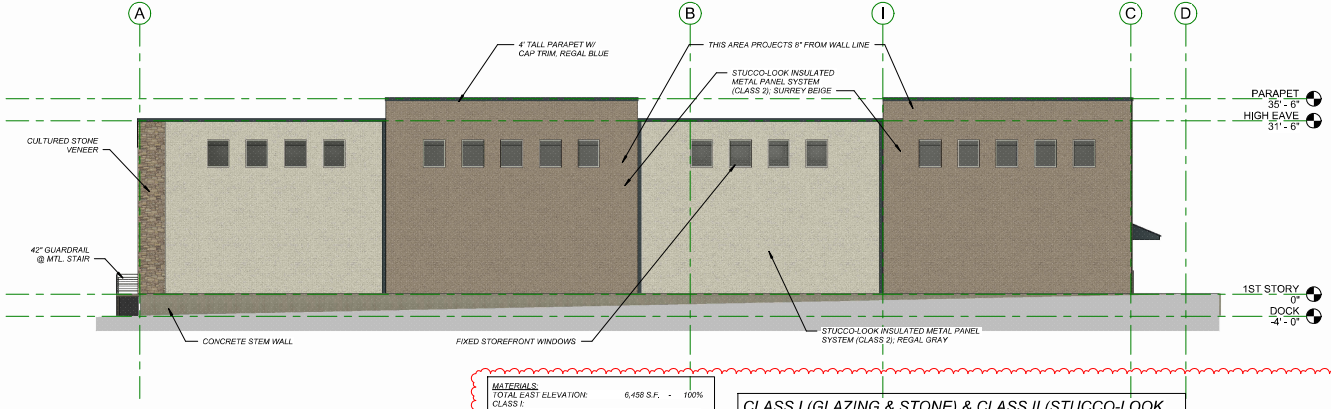 A
B
I
C
D
4' TALL PARAPET W/
CAP TRIM, REGAL BLUE
THIS AREA PROJECTS 8" FROM WALL LINE
STUCCO-LOOK INSULATED
METAL PANEL SYSTEM
(CLASS 2); SURREY BEIGE
PARAPET
35' - 6"
HIGH EAVE
31' - 6"
CULTURED STONE
VENEER
42" GUARDRAIL
@ MTL. STAIR
1ST STORY
0"
DOCK
-4' - 0"
CONCRETE STEM WALL
FIXED STOREFRONT WINDOWS
STUCCO-LOOK INSULATED METAL PANEL
SYSTEM (CLASS 2); REGAL GRAY
MATERIALS:
TOTAL EAST ELEVATION: 6,458 S.F. - 100%
CLASS I:
CLASS I (GLAZING & STONE) & CLASS II (STUCCO-LOOK